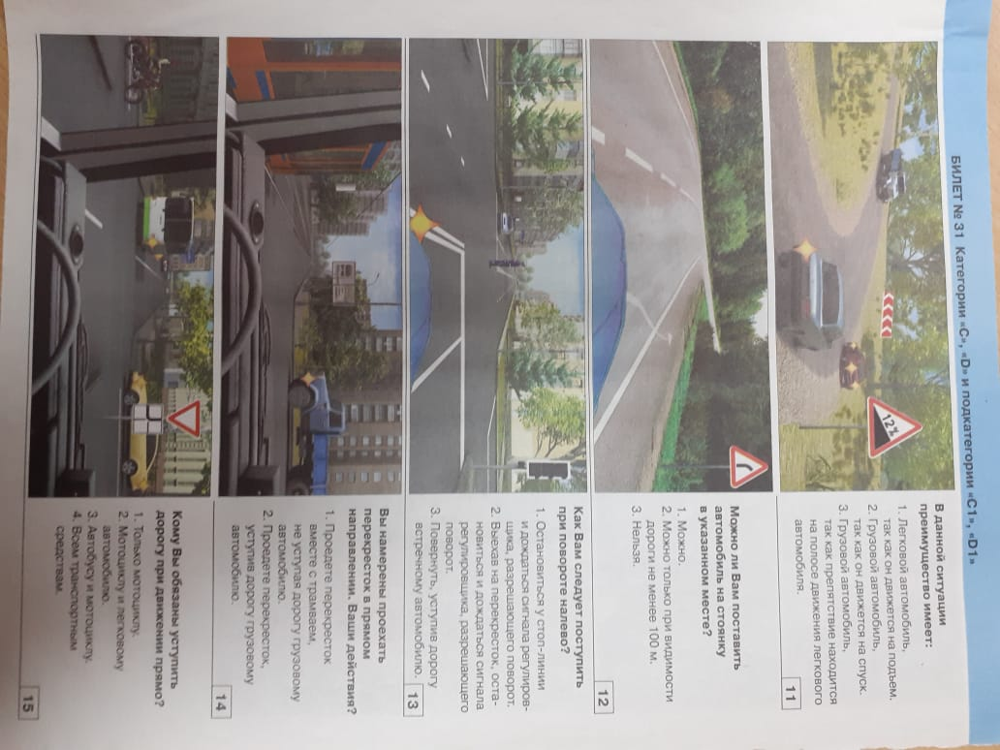 БИЛЕТ № 31 Категории «C», «D» и подкатегории «C1», «D1»
12%
В данной ситуации
преимущество имеет:
1. Легковой автомобиль,
так как он движется на подъем.
2. Грузовой автомобиль,
так как он движется на спуск.
3. Грузовой автомобиль,
так как препятствие находится
на полосе движения легкового
автомобиля.
11
Можно ли Вам поставить
автомобиль на стоянку
в указанном месте?
1. Можно.
2. Можно только при видимости
дороги не менее 100 м.
3. Нельзя.
12
Как Вам следует поступить
при повороте налево?
1. Остановиться у стоп-линии
и дождаться сигнала регулиров-
щика, разрешающего поворот.
2. Выехав на перекресток, оста-
новиться и дождаться сигнала
регулировщика, разрешающего
поворот.
3. Повернуть, уступив дорогу
встречному автомобилю.
13
Вы намерены проехать
перекресток в прямом
направлении. Ваши действия?
1. Проедете перекресток
вместе с трамваем,
не уступая дорогу грузовому
автомобилю.
2. Проедете перекресток,
уступив дорогу грузовому
автомобилю.
14
Кому Вы обязаны уступить
дорогу при движении прямо?
1. Только мотоциклу.
2. Мотоциклу и легковому
автомобилю.
3. Автобусу и мотоциклу.
4. Всем транспортным
средствам.
15